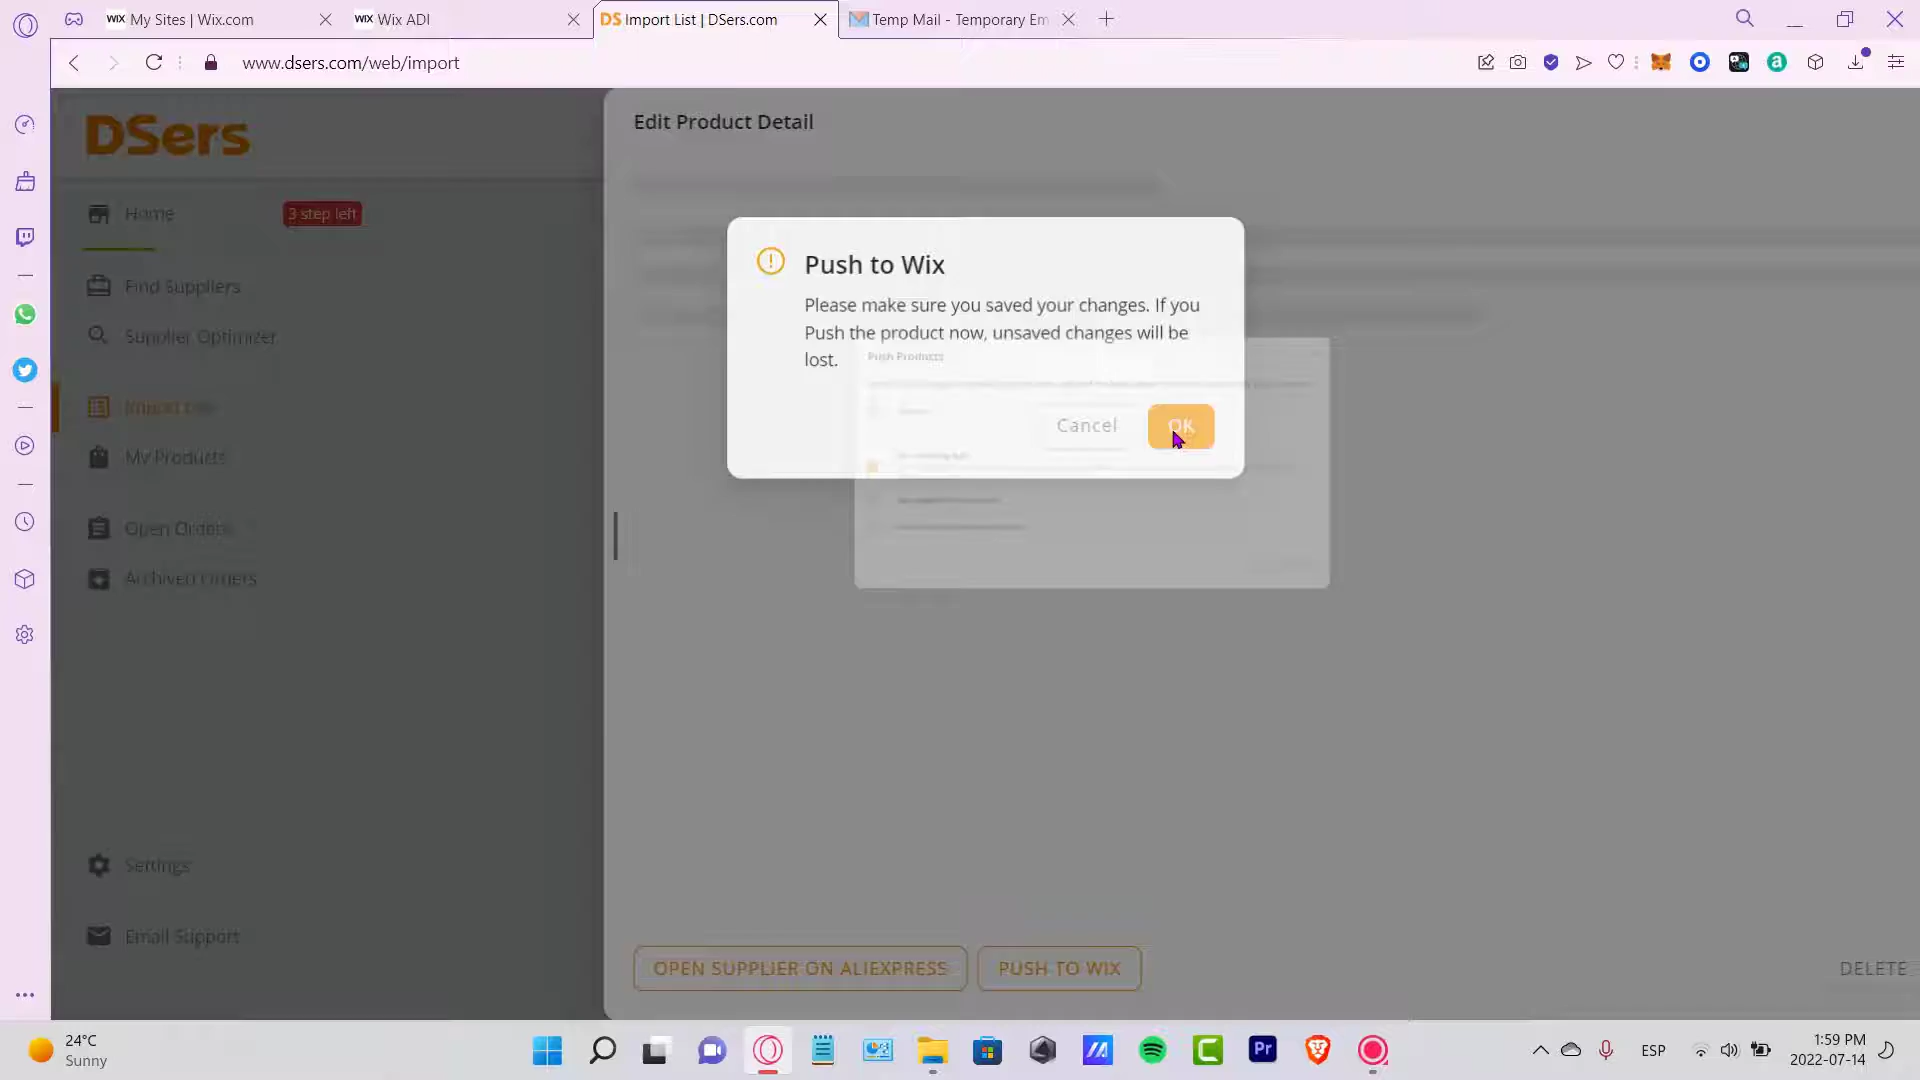 My Sites | Wix.com
Wix ADI
DS Import List | DSers.com
Temp Mail - Temporary Em
www.dsers.com/web/import
DSers
Edit Product Detail
Home
3 step left
Find Suppliers
Supplier Optimizer
Import List
My Products
Open Orders
Archived Orders
Settings
Email Support
Push to Wix
Please make sure you saved your changes. If you
Push the product now, unsaved changes will be
lost.
Push Products
Cancel
OK
OPEN SUPPLIER ON ALIEXPRESS
PUSH TO WIX
DELETE
24°C
Sunny
ESP
1:59 PM
2022-07-14